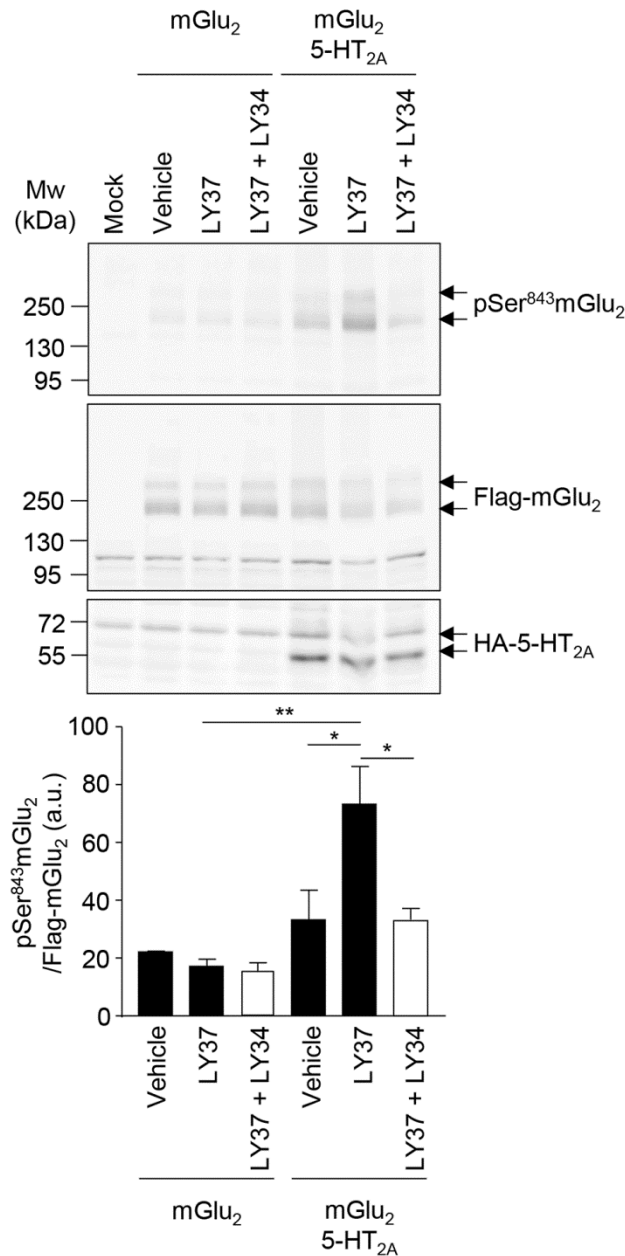 mGlu₂
mGlu₂
5-HT₂A
Mw
(kDa)
Mock
Vehicle
LY37
LY37 + LY34
Vehicle
LY37
LY37 + LY34
250
130
95
pSer⁸⁴³mGlu₂
250
130
95
Flag-mGlu₂
72
55
HA-5-HT₂A
pSer⁸⁴³mGlu₂
/Flag-mGlu₂ (a.u.)
100
80
60
40
20
0
**
*
*
Vehicle
LY37
LY37 + LY34
Vehicle
LY37
LY37 + LY34
mGlu₂
mGlu₂
5-HT₂A